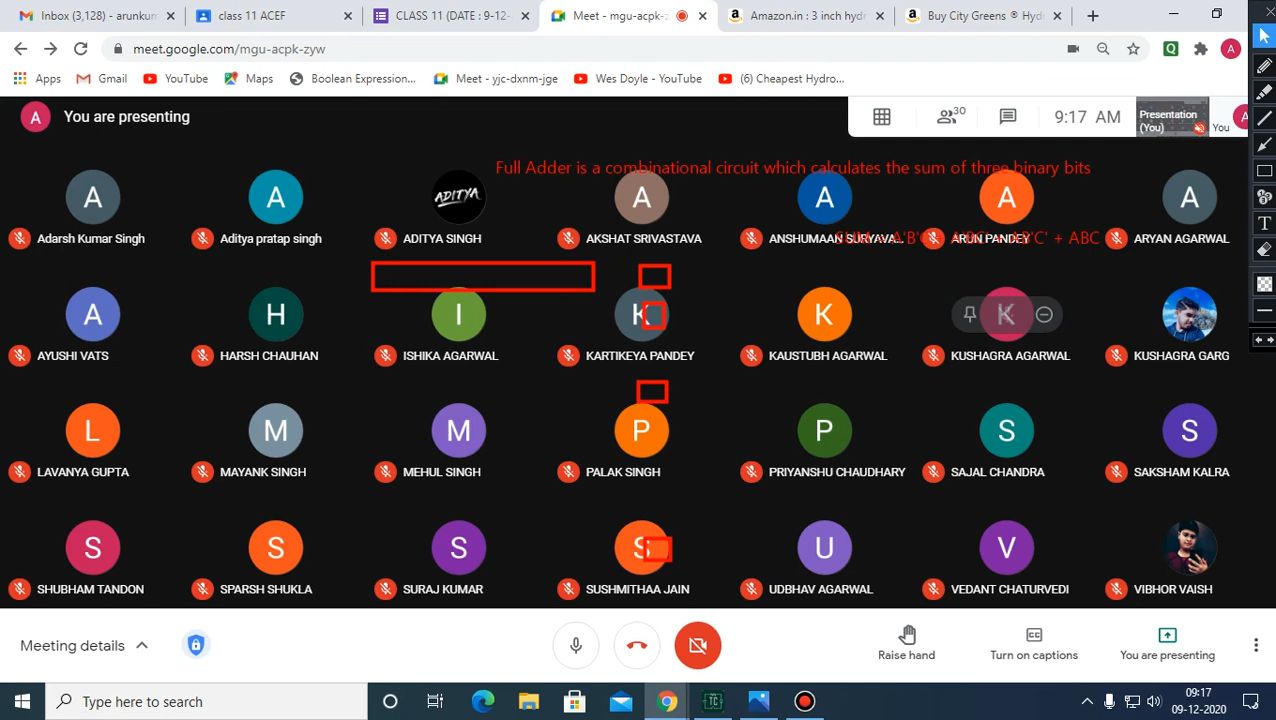 Inbox (3,128) - arunkum
class 11 ACEF
CLASS 11 (DATE : 9-12-
Meet - mgu-acpk-z
Amazon.in : 3 inch hydr
Buy City Greens ® Hydr
meet.google.com/mgu-acpk-zyw
Apps
Gmail
YouTube
Maps
Boolean Expression...
Meet - yjc-dxnm-jge
Wes Doyle - YouTube
(6) Cheapest Hydro...
A You are presenting
30
9:17 AM
Presentation
(You)
You
A
Full Adder is a combinational circuit which calculates the sum of three binary bits
A A ADITYA A A A A
Adarsh Kumar Singh
Aditya pratap singh
ADITYA SINGH
AKSHAT SRIVASTAVA
ANSHUMAAN SURYAVA...
ARUN PANDEY
ARYAN AGARWAL
+ AB'C' + ABC
A H I K K K
AYUSHI VATS
HARSH CHAUHAN
ISHIKA AGARWAL
KARTIKEYA PANDEY
KAUSTUBH AGARWAL
KUSHAGRA AGARWAL
KUSHAGRA GARG
L M M P P S S
LAVANYA GUPTA
MAYANK SINGH
MEHUL SINGH
PALAK SINGH
PRIYANSHU CHAUDHARY
SAJAL CHANDRA
SAKSHAM KALRA
S S S S U V
SHUBHAM TANDON
SPARSH SHUKLA
SURAJ KUMAR
SUSHMITHAA JAIN
UDBHAV AGARWAL
VEDANT CHATURVEDI
VIBHOR VAISH
Meeting details
Raise hand
Turn on captions
You are presenting
Type here to search
09:17
09-12-2020